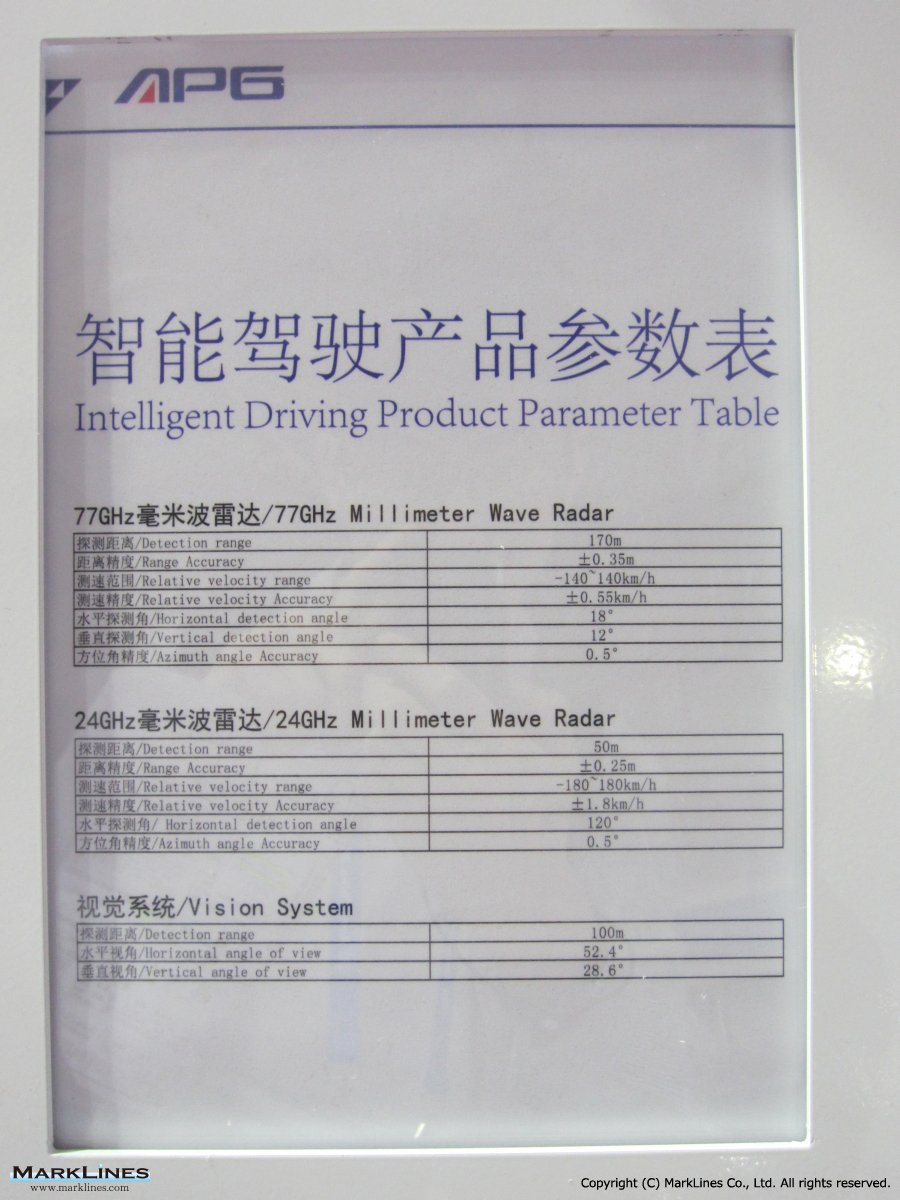 APG
智能驾驶产品参数表
Intelligent Driving Product Parameter Table
77GHz毫米波雷达/77GHz Millimeter Wave Radar
探测距离/Detection range 170m
距离精度/Range Accuracy ±0.35m
测速范围/Relative velocity range -140~140km/h
测速精度/Relative velocity Accuracy ±0.55km/h
水平探测角/Horizontal detection angle 18°
垂直探测角/Vertical detection angle 12°
方位角精度/Azimuth angle Accuracy 0.5°
24GHz毫米波雷达/24GHz Millimeter Wave Radar
探测距离/Detection range 50m
距离精度/Range Accuracy ±0.25m
测速范围/Relative velocity range -180~180km/h
测速精度/Relative velocity Accuracy ±1.8km/h
水平探测角/ Horizontal detection angle 120°
方位角精度/Azimuth angle Accuracy 0.5°
视觉系统/Vision System
探测距离/Detection range 100m
水平视角/Horizontal angle of view 52.4°
垂直视角/Vertical angle of view 28.6°
MARKLINES
www.marklines.com
Copyright (C) MarkLines Co., Ltd. All rights reserved.